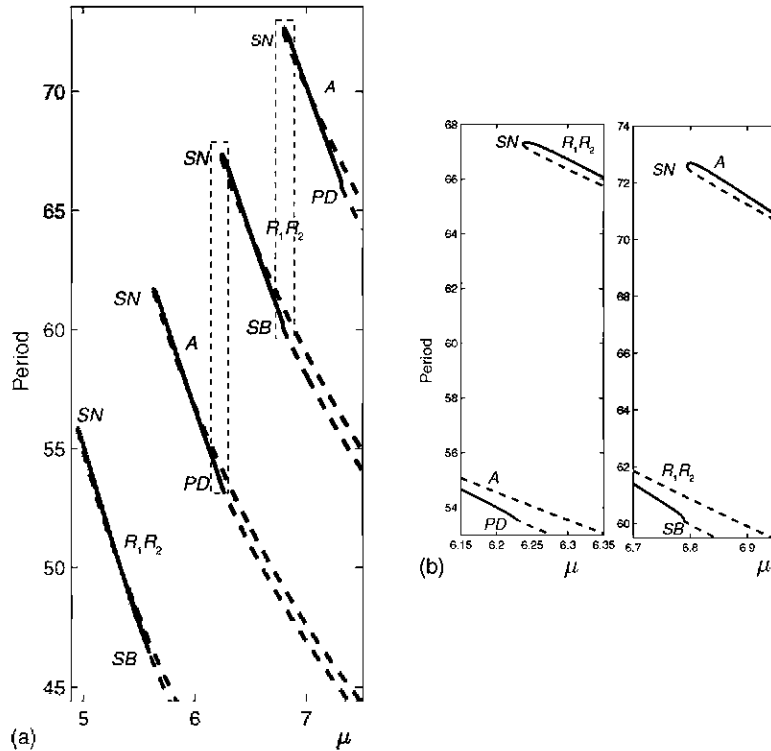 SN
70
A
PD
SN
65
R1R2
Period
60
SB
SN
A
55
SN
PD
50
R1R2
SB
45
5 6 7 μ
(a)
68
SN
R1R2
66
64
62
Period
60
58
56
A
54
PD
6.15 6.2 6.25 6.3 6.35
μ
74
A
SN
72
70
68
66
64
62
R1R2
60
SB
6.7 6.8 6.9
μ
(b)